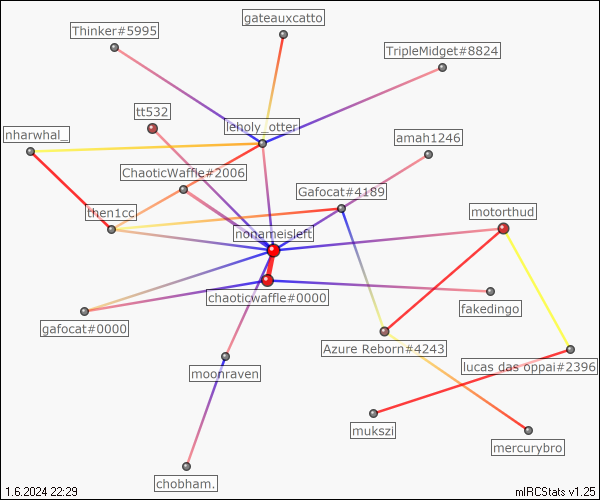 Thinker#5995
gateauxcatto
TripleMidget#8824
tt532
nharwhal_
leholy_otter
amah1246
ChaoticWaffle#2006
Gafocat#4189
then1cc
motorthud
nonameisleft
chaoticwaffle#0000
fakedingo
gafocat#0000
Azure Reborn#4243
moonraven
lucas das oppai#2396
mukszi
mercurybro
chobham.
1.6.2024 22:29
mIRCStats v1.25